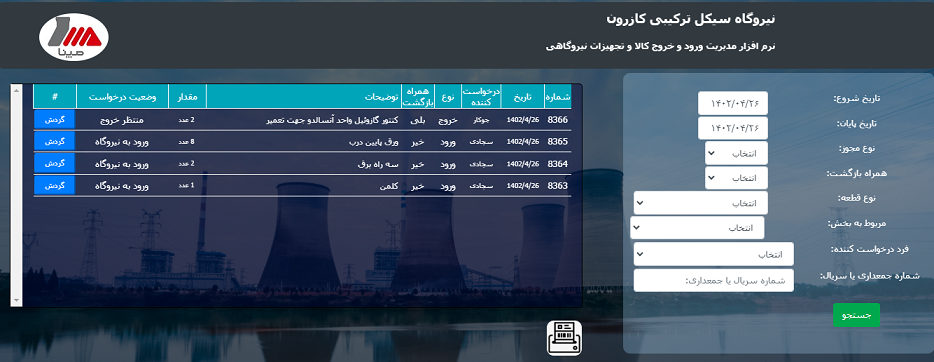 نیروگاه سیکل ترکیبی کازرون
نرم افزار مدیریت ورود و خروج کالا و تجهیزات نیروگاهی
مپنا
تاریخ شروع: ۱۴۰۲/۰۴/۲۶
تاریخ پایات: ۱۴۰۲/۰۴/۲۶
نوع مجوز: انتخاب
همراه بازگشت: انتخاب
نوع قطعه: انتخاب
مربوط به بخش: انتخاب
فرد درخواست کننده: انتخاب
شماره جمعداری یا سریال: شماره سریال یا جمعداری:
جستجو
شماره تاریخ درخواست کننده نوع همراه بازگشت توضیحات مقدار وضعیت درخواست #
8366 1402/4/26 جوکار خروج بلی کنتور گازوئیل واحد آنسالدو جهت تعمیر 2 عدد منتظر خروج گردش
8365 1402/4/26 سجادی ورود خیر ورق پایین درب 8 عدد ورود به نیروگاه گردش
8364 1402/4/26 سجادی ورود خیر سه راه برق 2 عدد ورود به نیروگاه گردش
8363 1402/4/26 سجادی ورود خیر کلمن 1 عدد ورود به نیروگاه گردش